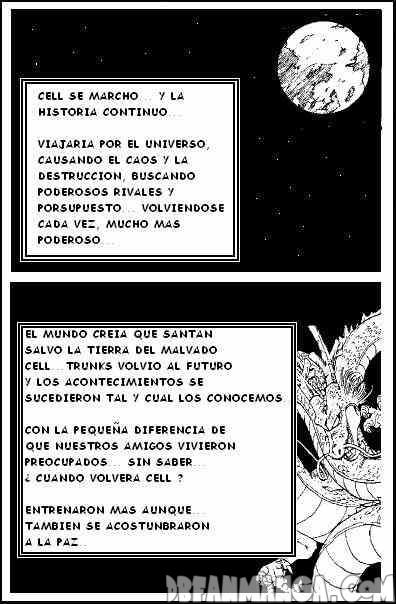 CELL SE MARCHO... Y LA
HISTORIA CONTINUO...
VIAJARIA POR EL UNIVERSO,
CAUSANDO EL CAOS Y LA
DESTRUCCION, BUSCANDO
PODEROSOS RIVALES Y
PORSUPUESTO... VOLVIENDOSE
CADA VEZ, MUCHO MAS
PODEROSO...
EL MUNDO CREIA QUE SANTAN
SALVO LA TIERRA DEL MALVADO
CELL...TRUNKS VOLVIO AL FUTURO
Y LOS ACONTECIMIENTOS SE
SUCEDIERON TAL Y CUAL LOS CONOCEMOS
CON LA PEQUEÑA DIFERENCIA DE
QUE NUESTROS AMIGOS VIVIERON
PREOCUPADOS... SIN SABER...
¿ CUANDO VOLVERA CELL ?
ENTRENARON MAS AUNQUE...
TAMBIEN SE ACOSTUNBRARON
A LA PAZ..
DBFANMANGA.COM